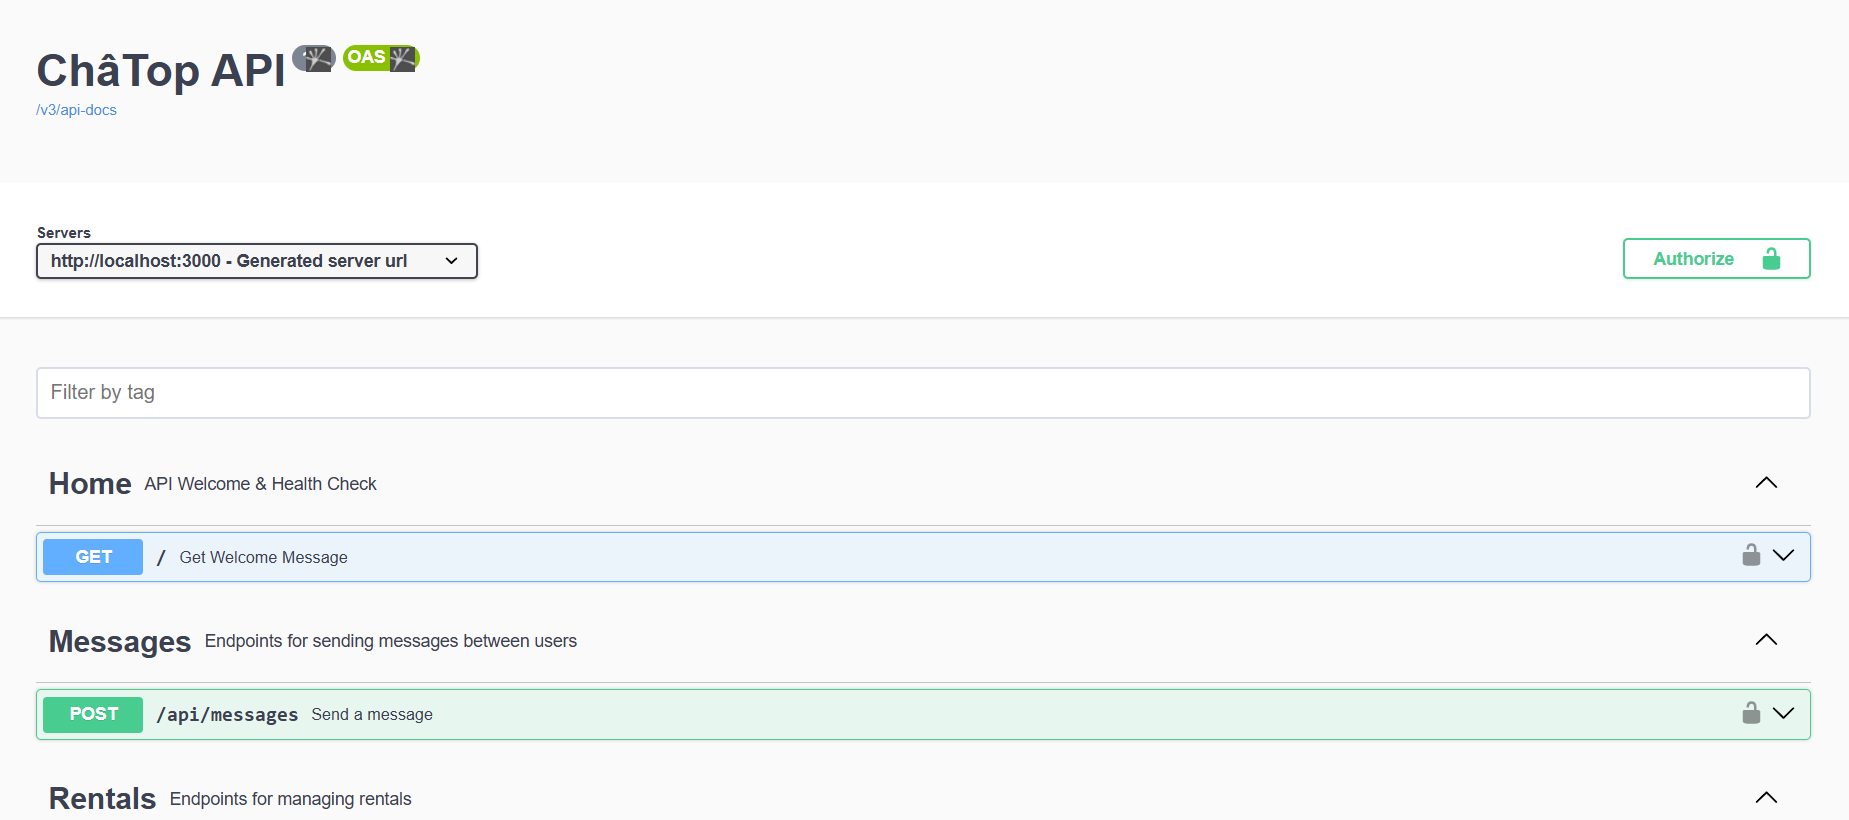 ChâTop API OAS
/v3/api-docs
Servers
http://localhost:3000 - Generated server url
Authorize
Filter by tag
Home API Welcome & Health Check
GET / Get Welcome Message
Messages Endpoints for sending messages between users
POST /api/messages Send a message
Rentals Endpoints for managing rentals